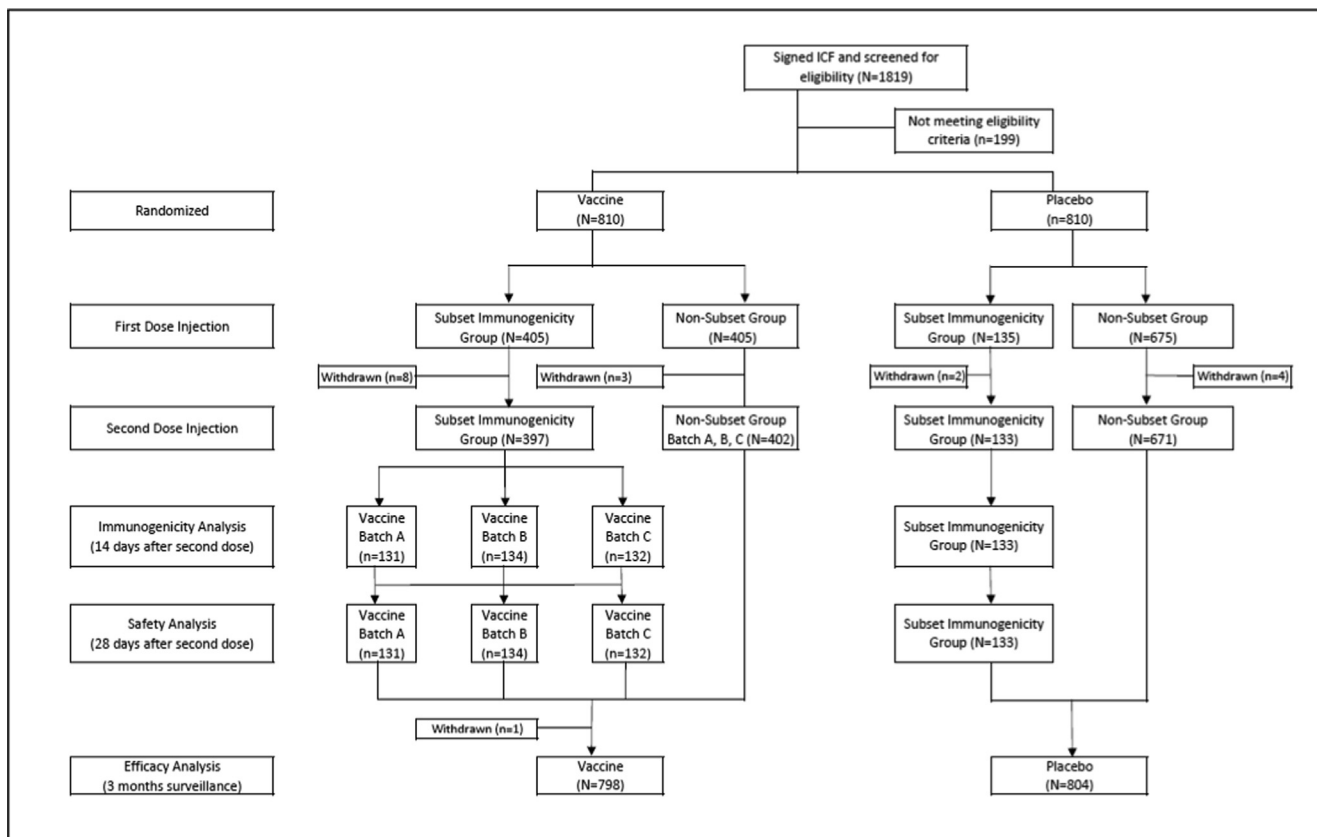 Signed ICF and screened for
eligibility (N=1819)
Not meeting eligibility
criteria (n=199)
Randomized
Vaccine
(N=810)
Placebo
(n=810)
First Dose Injection
Subset Immunogenicity
Group (N=405)
Non-Subset Group
(N=405)
Subset Immunogenicity
Group (N=135)
Non-Subset Group
(N=675)
Withdrawn (n=8)
Withdrawn (n=3)
Withdrawn (n=2)
Withdrawn (n=4)
Second Dose Injection
Subset Immunogenicity
Group (N=397)
Non-Subset Group
Batch A, B, C (N=402)
Subset Immunogenicity
Group (N=133)
Non-Subset Group
(N=671)
Immunogenicity Analysis
(14 days after second dose)
Vaccine
Batch A
(n=131)
Vaccine
Batch B
(n=134)
Vaccine
Batch C
(n=132)
Subset Immunogenicity
Group (N=133)
Safety Analysis
(28 days after second dose)
Vaccine
Batch A
(n=131)
Vaccine
Batch B
(n=134)
Vaccine
Batch C
(n=132)
Subset Immunogenicity
Group (N=133)
Withdrawn (n=1)
Efficacy Analysis
(3 months surveillance)
Vaccine
(N=798)
Placebo
(N=804)